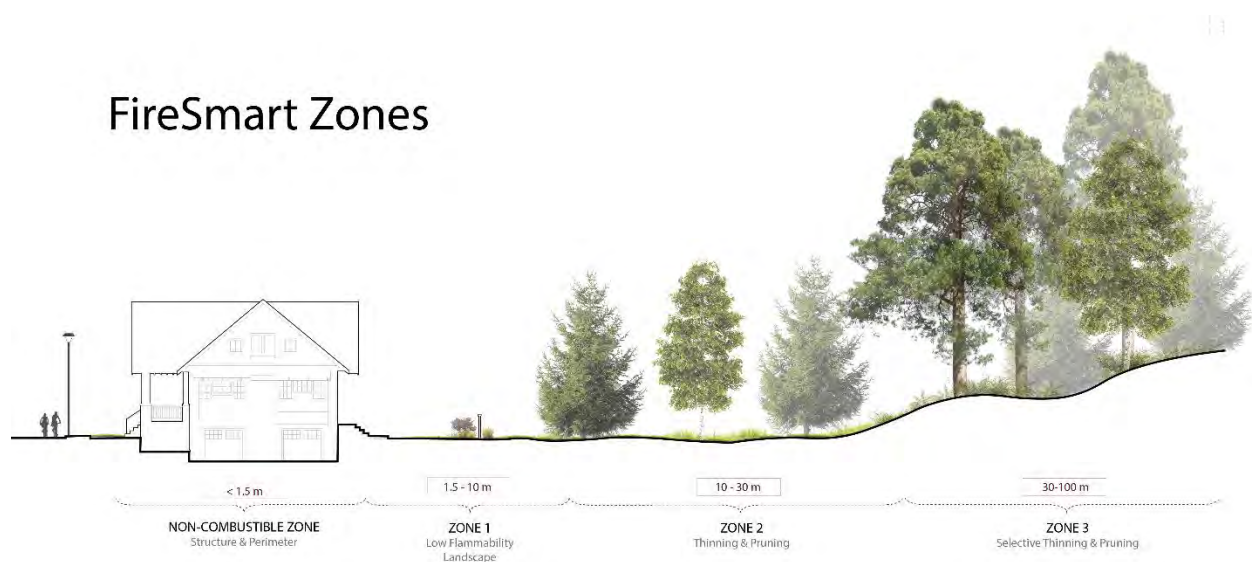 FireSmart Zones
< 1.5 m
1.5 - 10 m
10 - 30 m
30-100 m
NON-COMBUSTIBLE ZONE
Structure & Perimeter
ZONE 1
Low Flammability
Landscape
ZONE 2
Thinning & Pruning
ZONE 3
Selective Thinning & Pruning